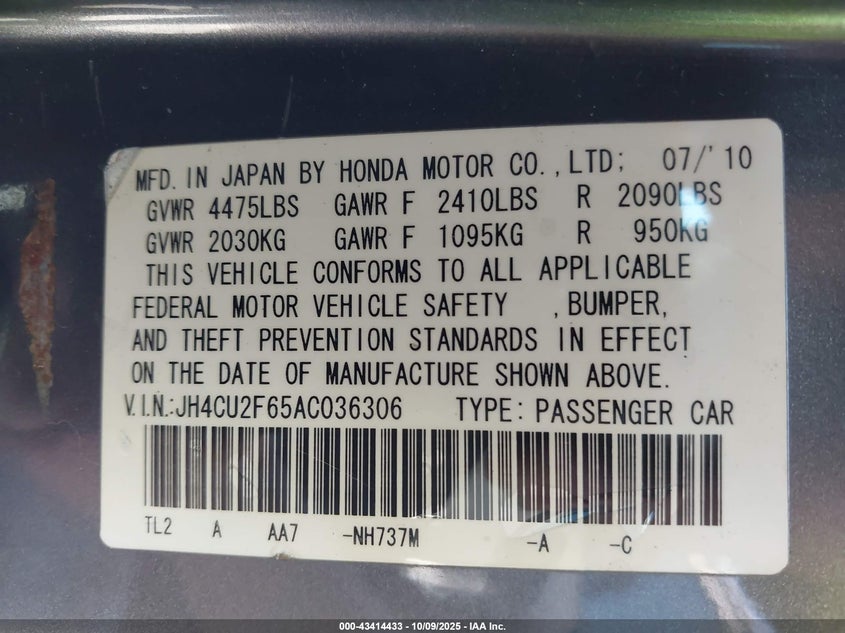 MFD. IN JAPAN BY HONDA MOTOR CO., LTD; 07/'10
GVWR 4475LBS GAWR F 2410LBS R 2090LBS
GVWR 2030KG GAWR F 1095KG R 950KG
THIS VEHICLE CONFORMS TO ALL APPLICABLE
FEDERAL MOTOR VEHICLE SAFETY , BUMPER,
AND THEFT PREVENTION STANDARDS IN EFFECT
ON THE DATE OF MANUFACTURE SHOWN ABOVE.
V.I.N.:JH4CU2F65AC036306 TYPE: PASSENGER CAR
TL2 A AA7 -NH737M -A -C
000-43414433 - 10/09/2025 - IAA Inc.